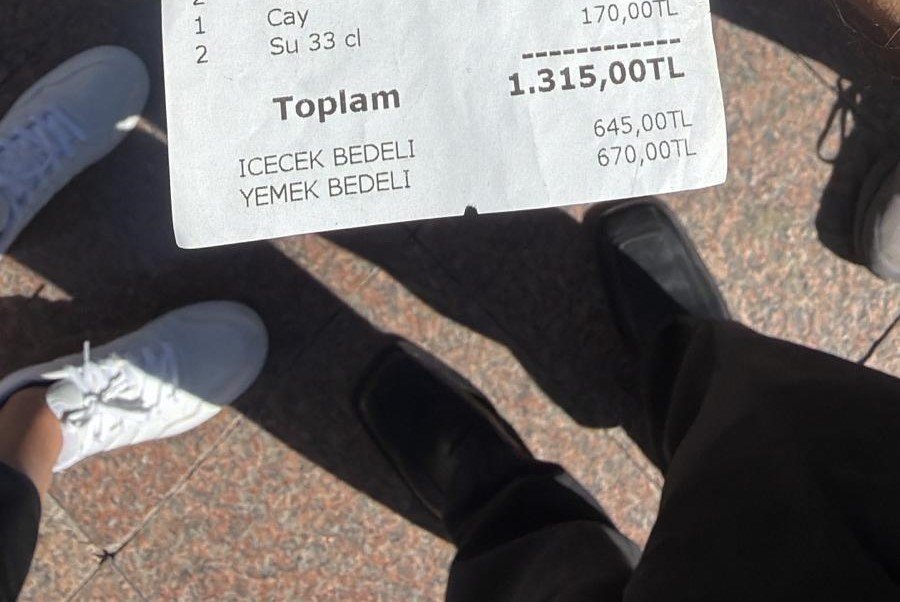 1 Cay
2 Su 33 cl 170,00TL
------------
Toplam 1.315,00TL
ICECEK BEDELI 645,00TL
YEMEK BEDELI 670,00TL